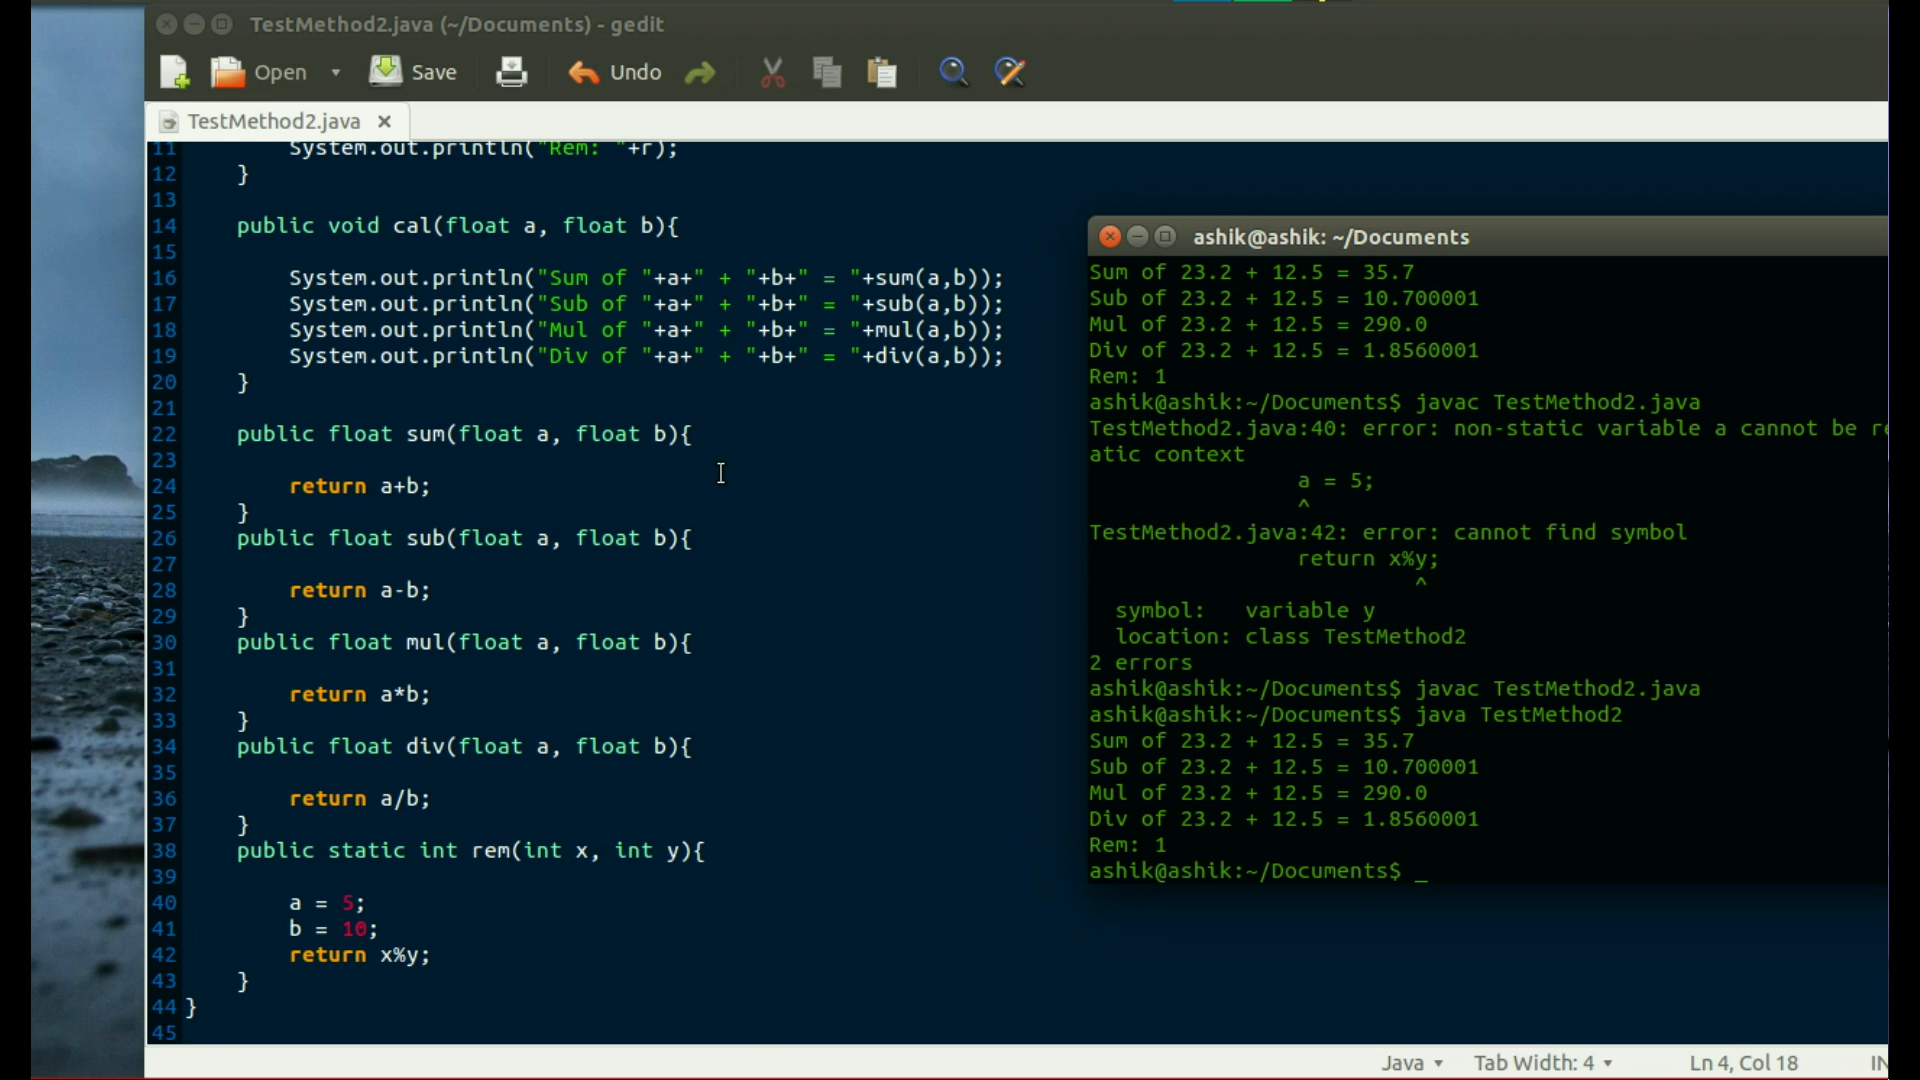 TestMethod2.java (~/Documents) - gedit
Open Save Undo
TestMethod2.java
11 System.out.println("Rem: "+r);
12 }
13
14 public void cal(float a, float b){
15
16 System.out.println("Sum of "+a+" + "+b+" = "+sum(a,b));
17 System.out.println("Sub of "+a+" + "+b+" = "+sub(a,b));
18 System.out.println("Mul of "+a+" + "+b+" = "+mul(a,b));
19 System.out.println("Div of "+a+" + "+b+" = "+div(a,b));
20 }
21
22 public float sum(float a, float b){
23
24 return a+b;
25 }
26 public float sub(float a, float b){
27
28 return a-b;
29 }
30 public float mul(float a, float b){
31
32 return a*b;
33 }
34 public float div(float a, float b){
35
36 return a/b;
37 }
38 public static int rem(int x, int y){
39
40 a = 5;
41 b = 10;
42 return x%y;
43 }
44 }
45
ashik@ashik: ~/Documents
Sum of 23.2 + 12.5 = 35.7
Sub of 23.2 + 12.5 = 10.700001
Mul of 23.2 + 12.5 = 290.0
Div of 23.2 + 12.5 = 1.8560001
Rem: 1
ashik@ashik:~/Documents$ javac TestMethod2.java
TestMethod2.java:40: error: non-static variable a cannot be
atic context
a = 5;
^
TestMethod2.java:42: error: cannot find symbol
return x%y;
^
symbol: variable y
location: class TestMethod2
2 errors
ashik@ashik:~/Documents$ javac TestMethod2.java
ashik@ashik:~/Documents$ java TestMethod2
Sum of 23.2 + 12.5 = 35.7
Sub of 23.2 + 12.5 = 10.700001
Mul of 23.2 + 12.5 = 290.0
Div of 23.2 + 12.5 = 1.8560001
Rem: 1
ashik@ashik:~/Documents$ _
Java Tab Width: 4 Ln 4, Col 18